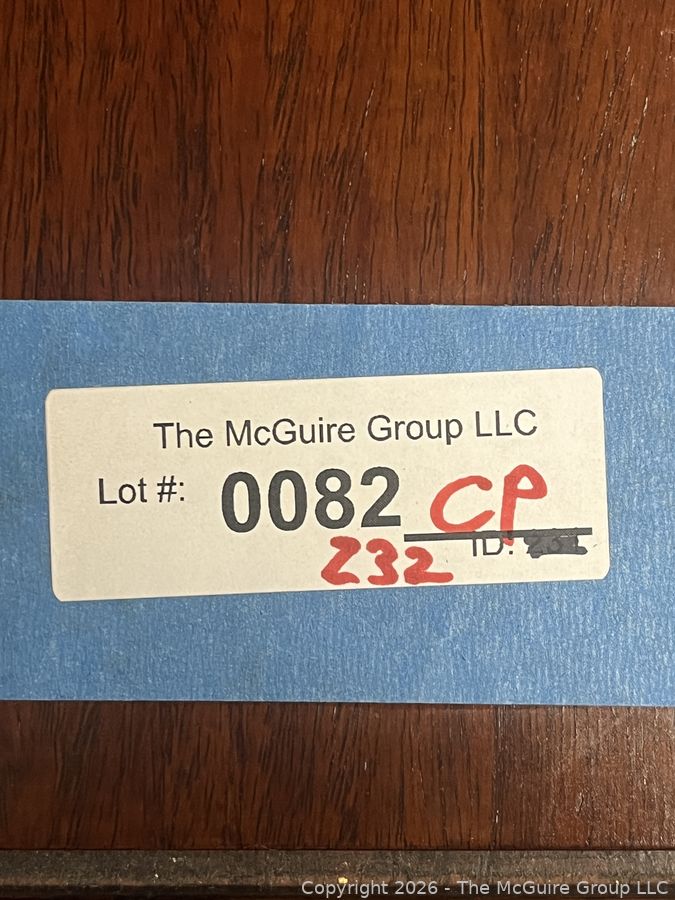 The McGuire Group LLC
Lot #: 0082 CP
232 ID:
Copyright 2026 - The McGuire Group LLC